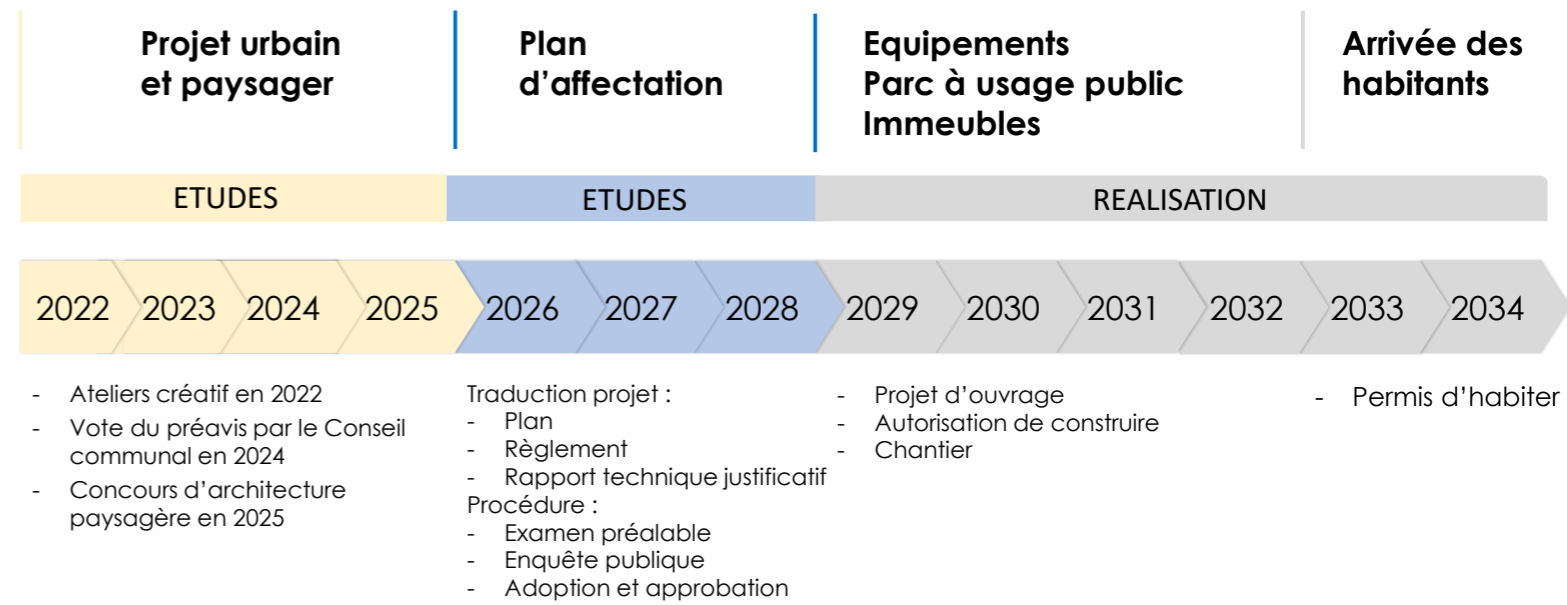 Projet urbain
et paysager
Plan
d'affectation
Equipements
Parc à usage public
Immeubles
Arrivée des
habitants
ETUDES
ETUDES
REALISATION
2022
2023
2024
2025
2026
2027
2028
2029
2030
2031
2032
2033
2034
- Ateliers créatif en 2022
- Vote du préavis par le Conseil
communal en 2024
- Concours d'architecture
paysagère en 2025
Traduction projet :
- Plan
- Règlement
- Rapport technique justificatif
Procédure :
- Examen préalable
- Enquête publique
- Adoption et approbation
- Projet d'ouvrage
- Autorisation de construire
- Chantier
- Permis d'habiter